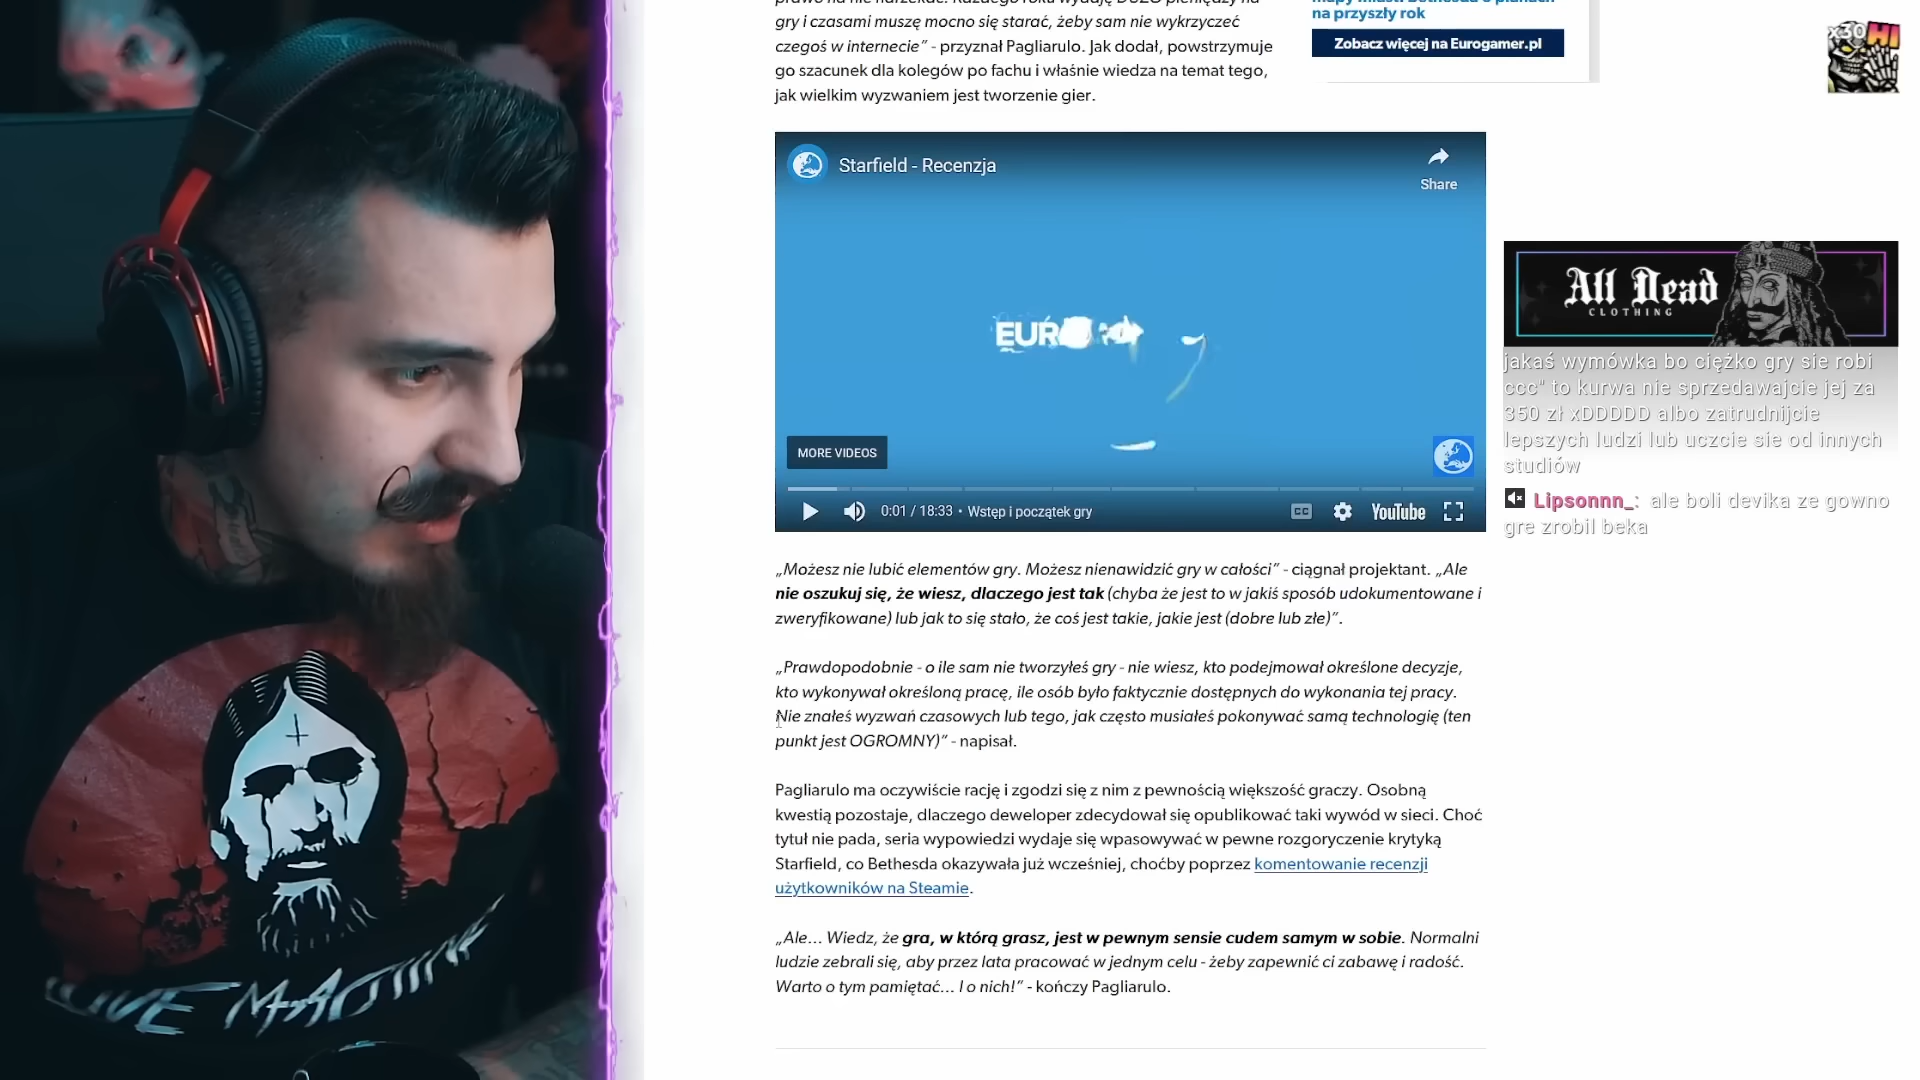 gry i czasami muszę mocno się starać, żeby sam nie wykrzyczeć
czegoś w internecie” - przyznał Pagliarulo. Jak dodał, powstrzymuje
go szacunek dla kolegów po fachu i właśnie wiedza na temat tego,
jak wielkim wyzwaniem jest tworzenie gier.
na przyszły rok
Zobacz więcej na Eurogamer.pl
x30 HI
Starfield - Recenzja
Share
EUR
MORE VIDEOS
0:01 / 18:33 • Wstęp i początek gry
CC
YouTube
„Możesz nie lubić elementów gry. Możesz nienawidzić gry w całości” - ciągnął projektant. „Ale
nie oszukuj się, że wiesz, dlaczego jest tak (chyba że jest to w jakiś sposób udokumentowane i
zweryfikowane) lub jak to się stało, że coś jest takie, jakie jest (dobre lub złe)”.
„Prawdopodobnie - o ile sam nie tworzyłeś gry - nie wiesz, kto podejmował określone decyzje,
kto wykonywał określoną pracę, ile osób było faktycznie dostępnych do wykonania tej pracy.
Nie znałeś wyzwań czasowych lub tego, jak często musiałeś pokonywać samą technologię (ten
punkt jest OGROMNY)” - napisał.
Pagliarulo ma oczywiście rację i zgodzi się z nim z pewnością większość graczy. Osobną
kwestią pozostaje, dlaczego deweloper zdecydował się opublikować taki wywód w sieci. Choć
tytuł nie pada, seria wypowiedzi wydaje się wpasowywać w pewne rozgoryczenie krytyką
Starfield, co Bethesda okazywała już wcześniej, choćby poprzez komentowanie recenzji
użytkowników na Steamie.
„Ale... Wiedz, że gra, w którą grasz, jest w pewnym sensie cudem samym w sobie. Normalni
ludzie zebrali się, aby przez lata pracować w jednym celu - żeby zapewnić ci zabawę i radość.
Warto o tym pamiętać... I o nich!” - kończy Pagliarulo.
All Dead
CLOTHING
jakaś wymówka bo ciężko gry sie robi
ccc" to kurwa nie sprzedawajcie jej za
350 zł xDDDDD albo zatrudnijcie
lepszych ludzi lub uczcie sie od innych
studiów
Lipsonnn_: ale boli devika ze gowno
gre zrobil beka